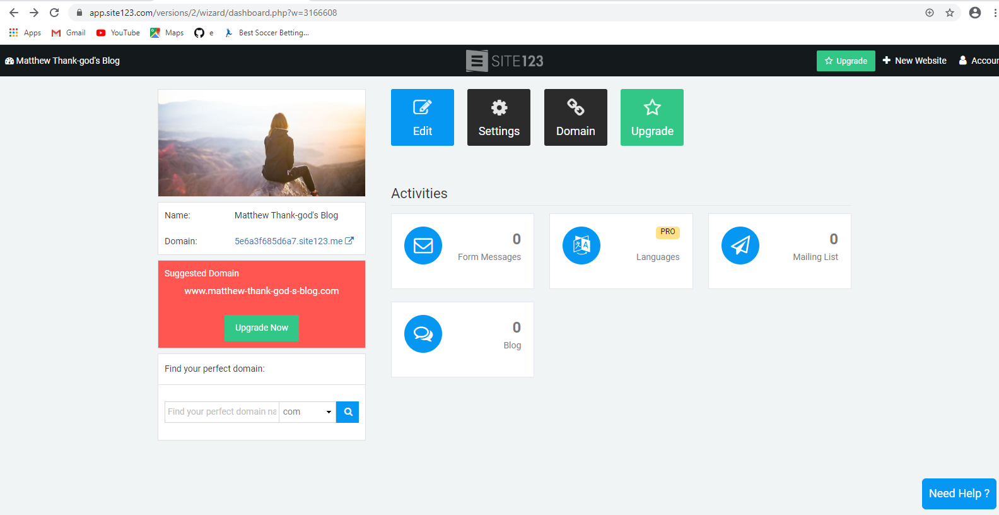 app.site123.com/versions/2/wizard/dashboard.php?w=3166608
Apps Gmail YouTube Maps e Best Soccer Betting...
Matthew Thank-god's Blog SITE123 Upgrade New Website Accour
Edit Settings Domain Upgrade
Activities
Name: Matthew Thank-god's Blog
Domain: 5e6a3f685d6a7.site123.me
0
Form Messages
PRO
Languages
0
Mailing List
Suggested Domain
www.matthew-thank-god-s-blog.com
Upgrade Now
0
Blog
Find your perfect domain:
Find your perfect domain na com
Need Help ?